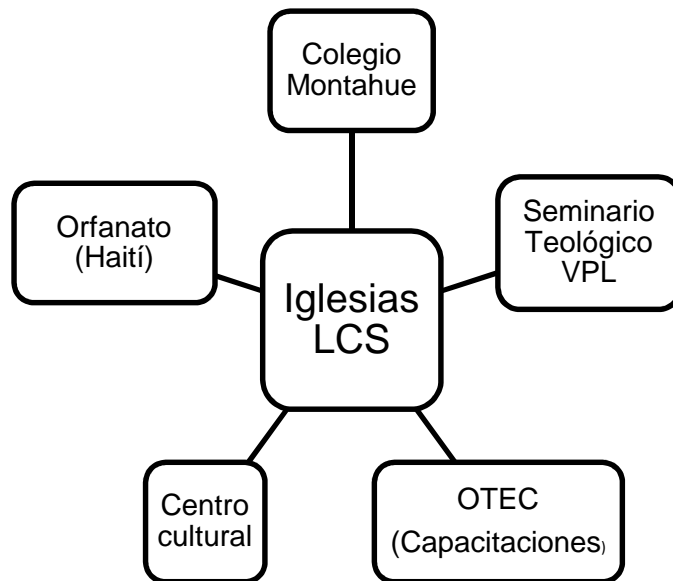 Colegio
Montahue
Orfanato
(Haití)
Seminario
Teológico
VPL
Iglesias
LCS
Centro
cultural
OTEC
(Capacitaciones)